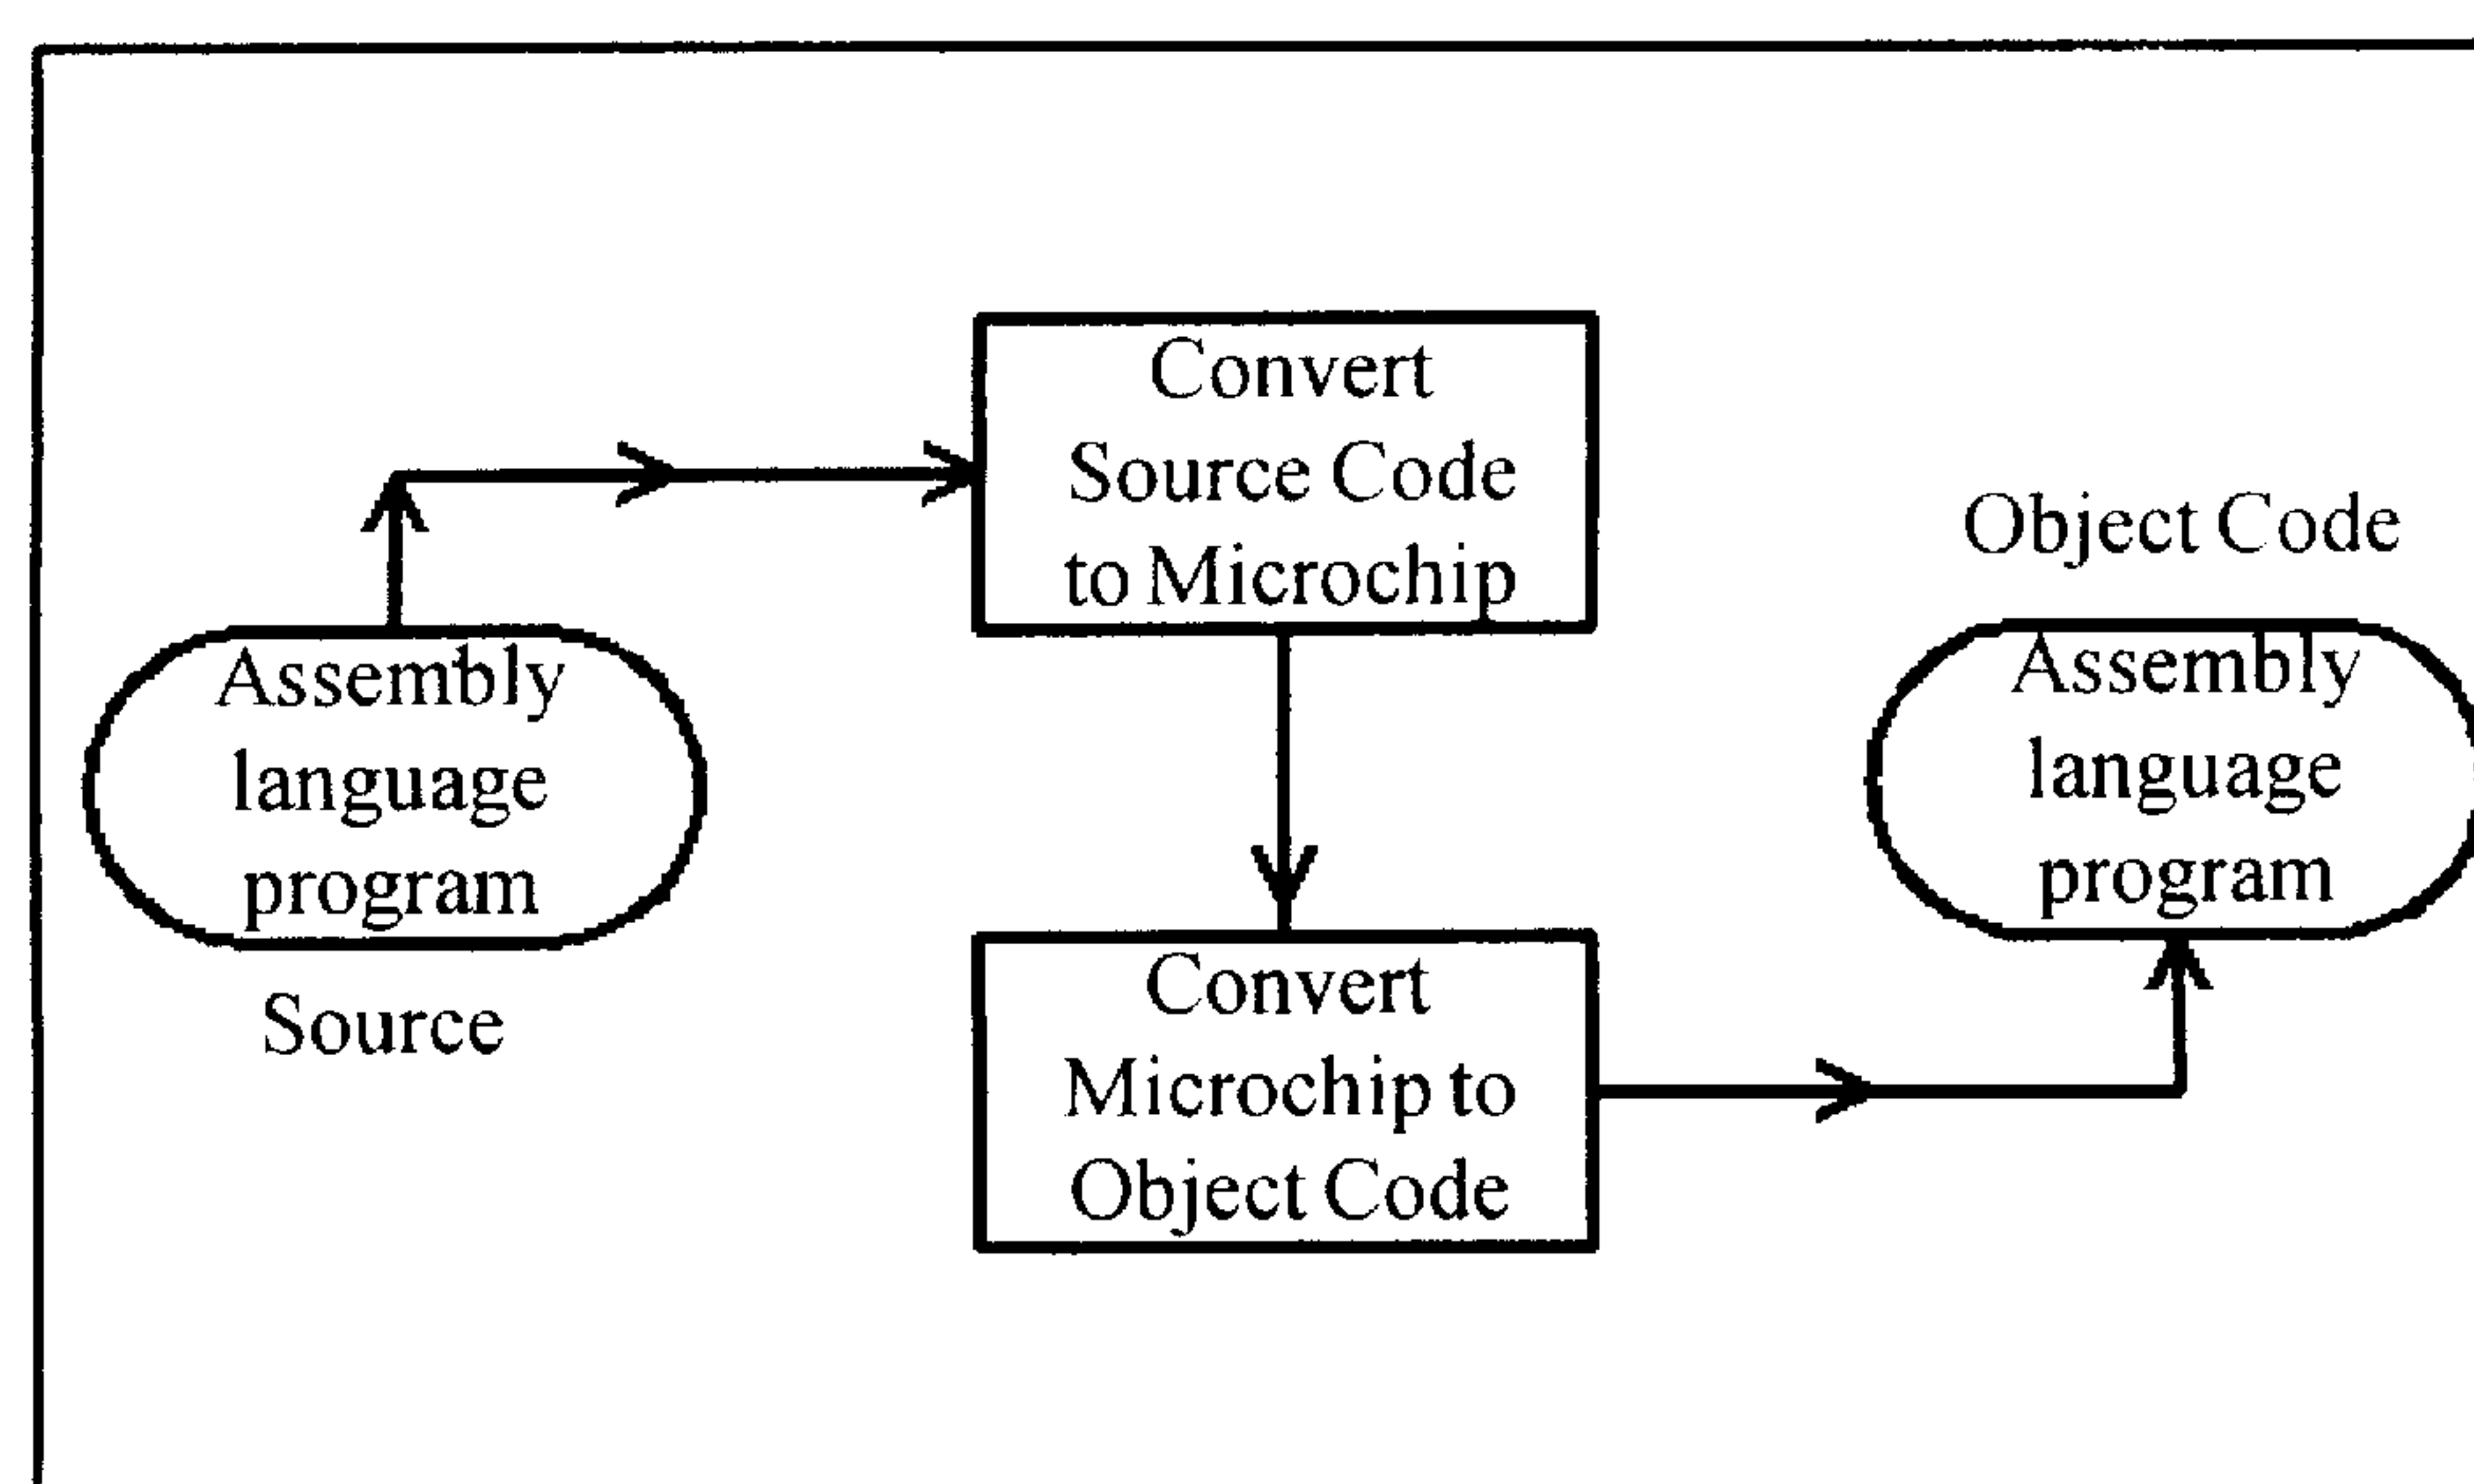 Assembly
language
program
Source
Convert
Source Code
to Microchip
Convert
Microchip to
Object Code
Object Code
Assembly
language
program